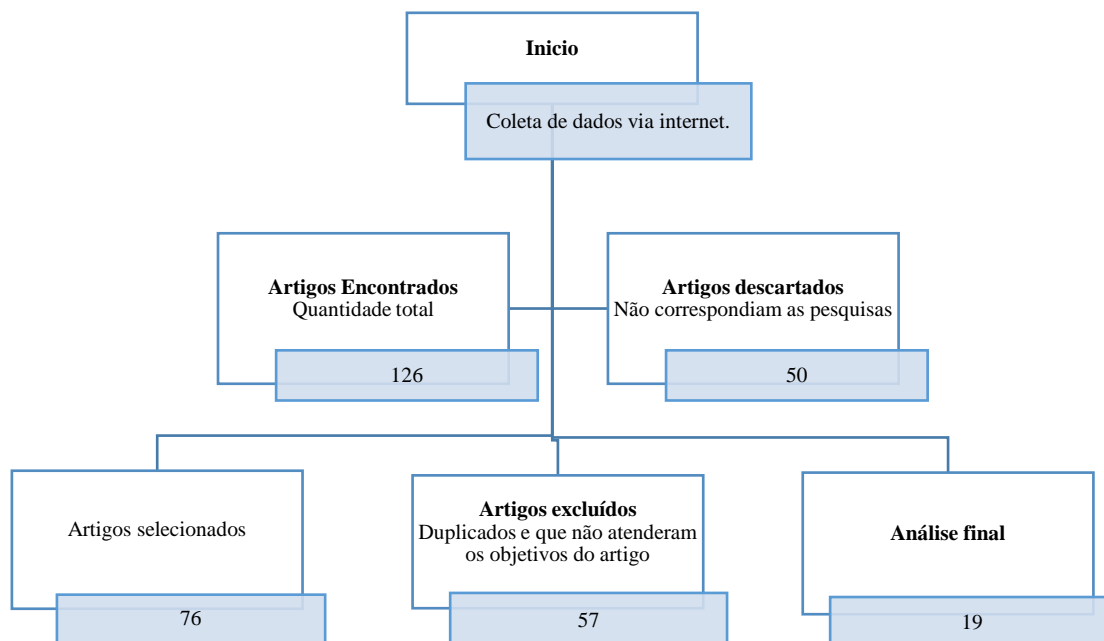 Inicio
Coleta de dados via internet.
Artigos Encontrados
Quantidade total
126
Artigos descartados
Não correspondiam as pesquisas
50
Artigos selecionados
76
Artigos excluídos
Duplicados e que não atenderam
os objetivos do artigo
57
Análise final
19